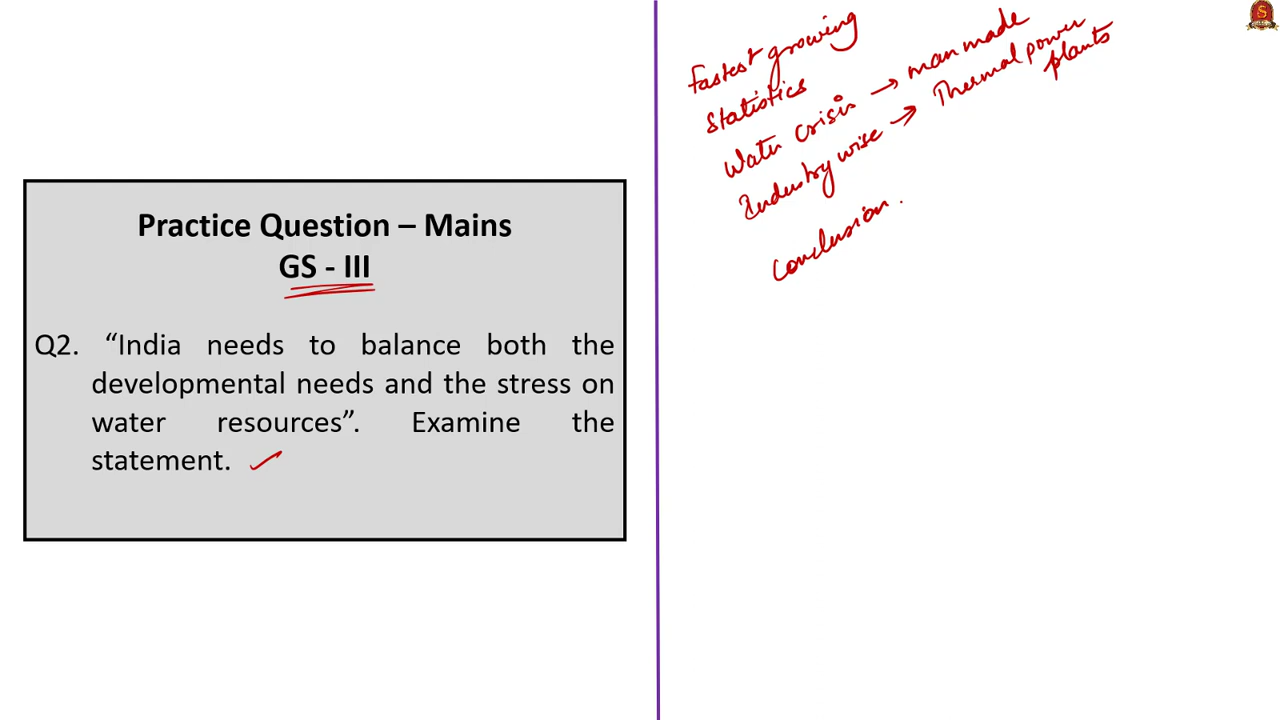 Practice Question – Mains
GS - III
Q2. “India needs to balance both the
developmental needs and the stress on
water resources”. Examine the
statement.
Fastest growing
Statistics
Water crisis → man made
Industry wise → Thermal power
plants
Conclusion.